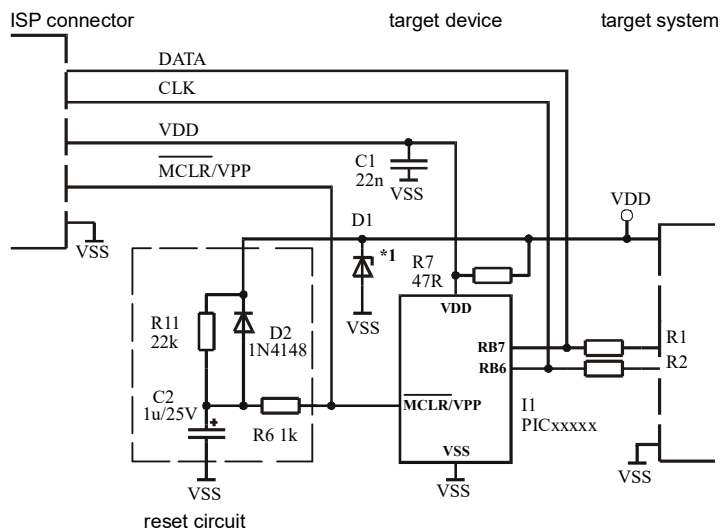 ISP connector
target device
target system
DATA
CLK
VDD
MCLR/VPP
C1
22n
VSS
VDD
D1
VSS
*1
R7
47R
VSS
VDD
R11
22k
D2
1N4148
RB7
R1
RB6
R2
C2
1u/25V
+
R6 1k
MCLR/VPP
I1
PICxxxxx
VSS
VSS
VSS
VSS
reset circuit